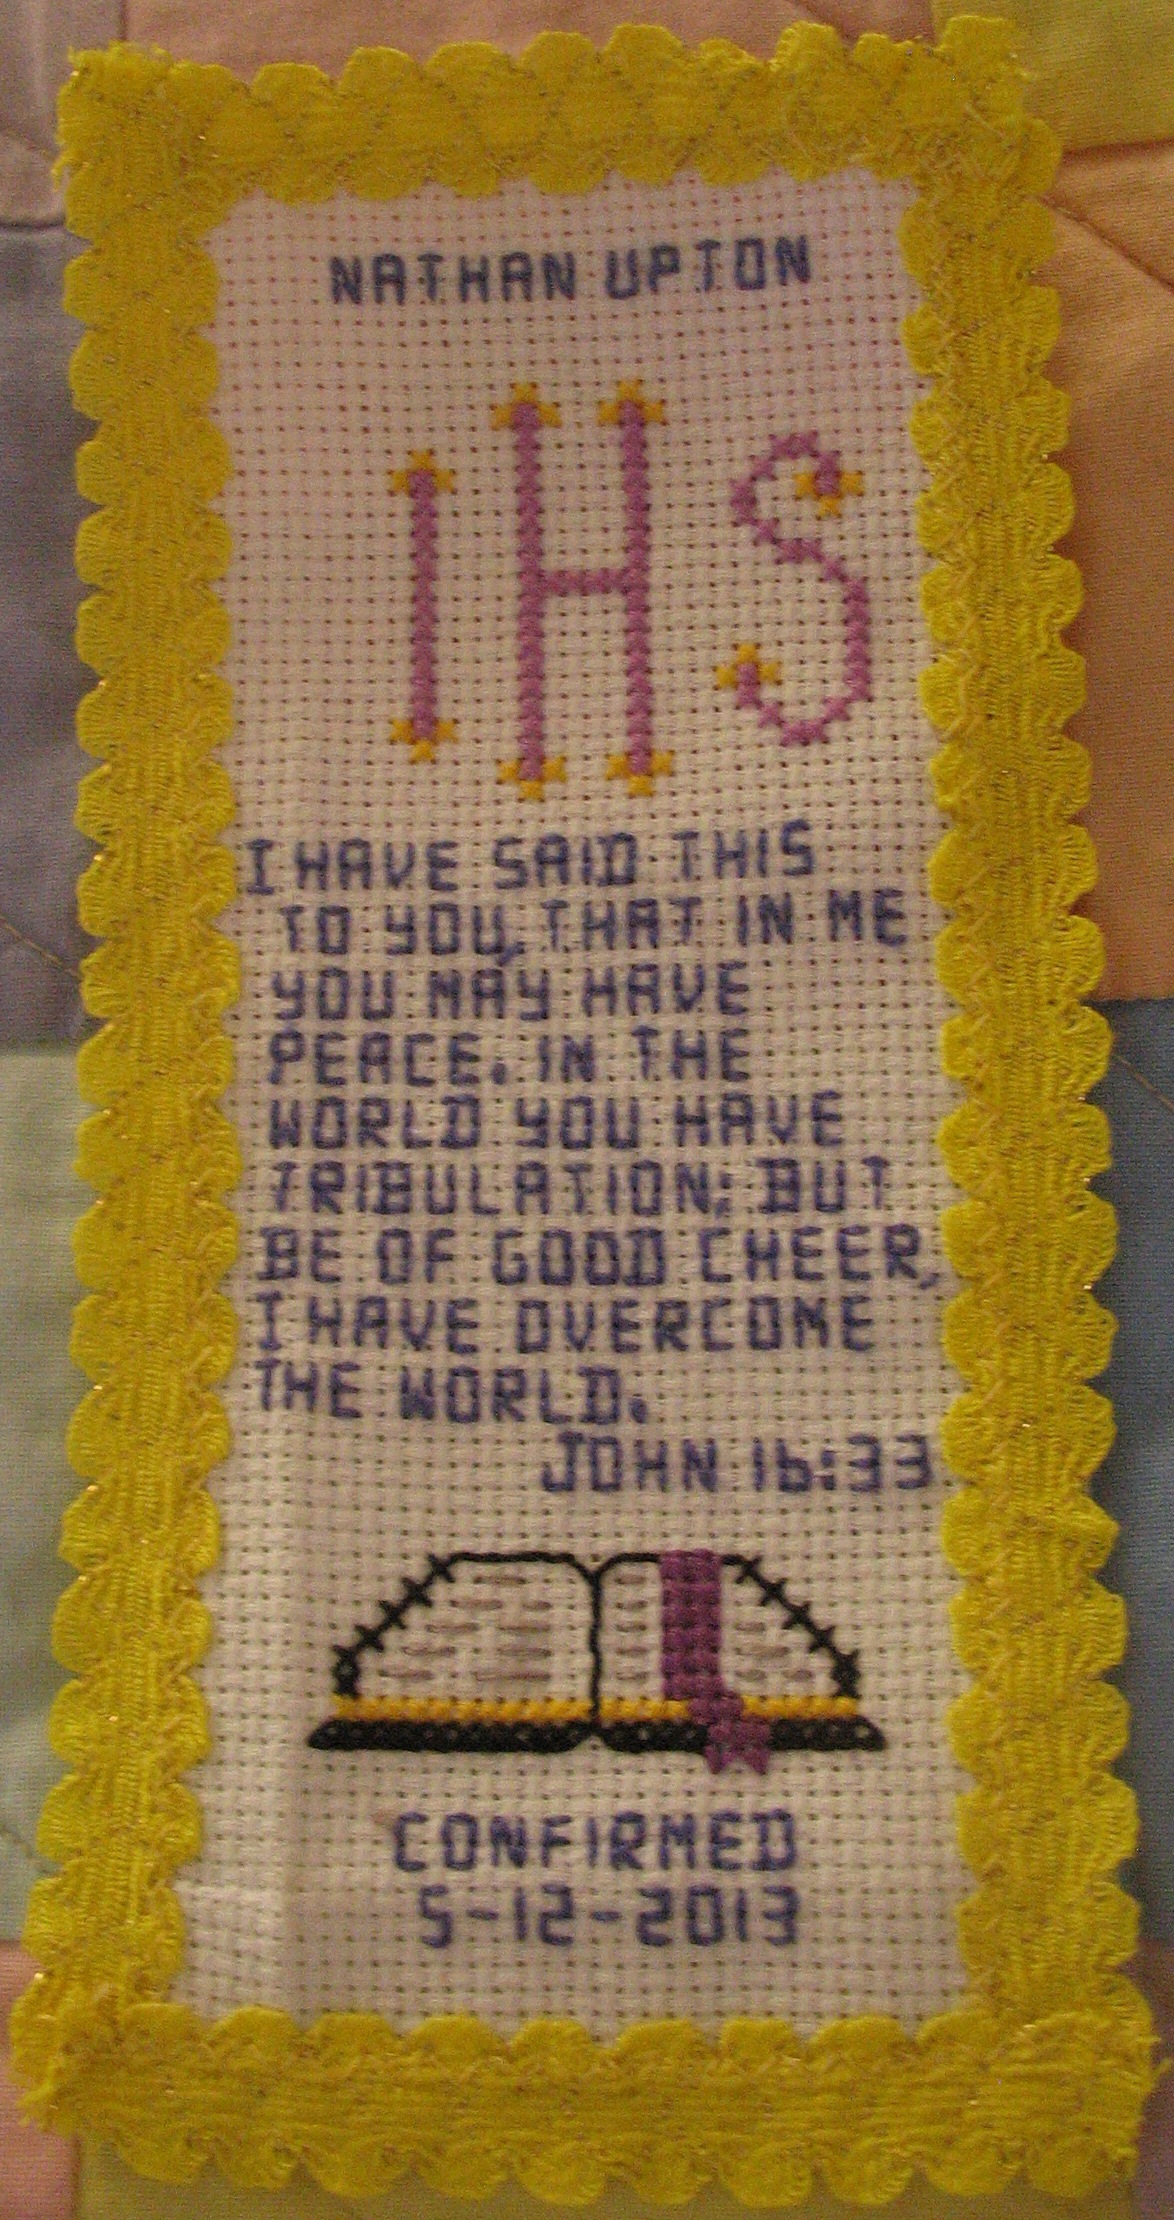 NATHAN UPTON
IHS
I HAVE SAID THIS
TO YOU, THAT IN ME
YOU MAY HAVE
PEACE. IN THE
WORLD YOU HAVE
TRIBULATION; BUT
BE OF GOOD CHEER,
I HAVE OVERCOME
THE WORLD.
JOHN 16:33
CONFIRMED
5-12-2013